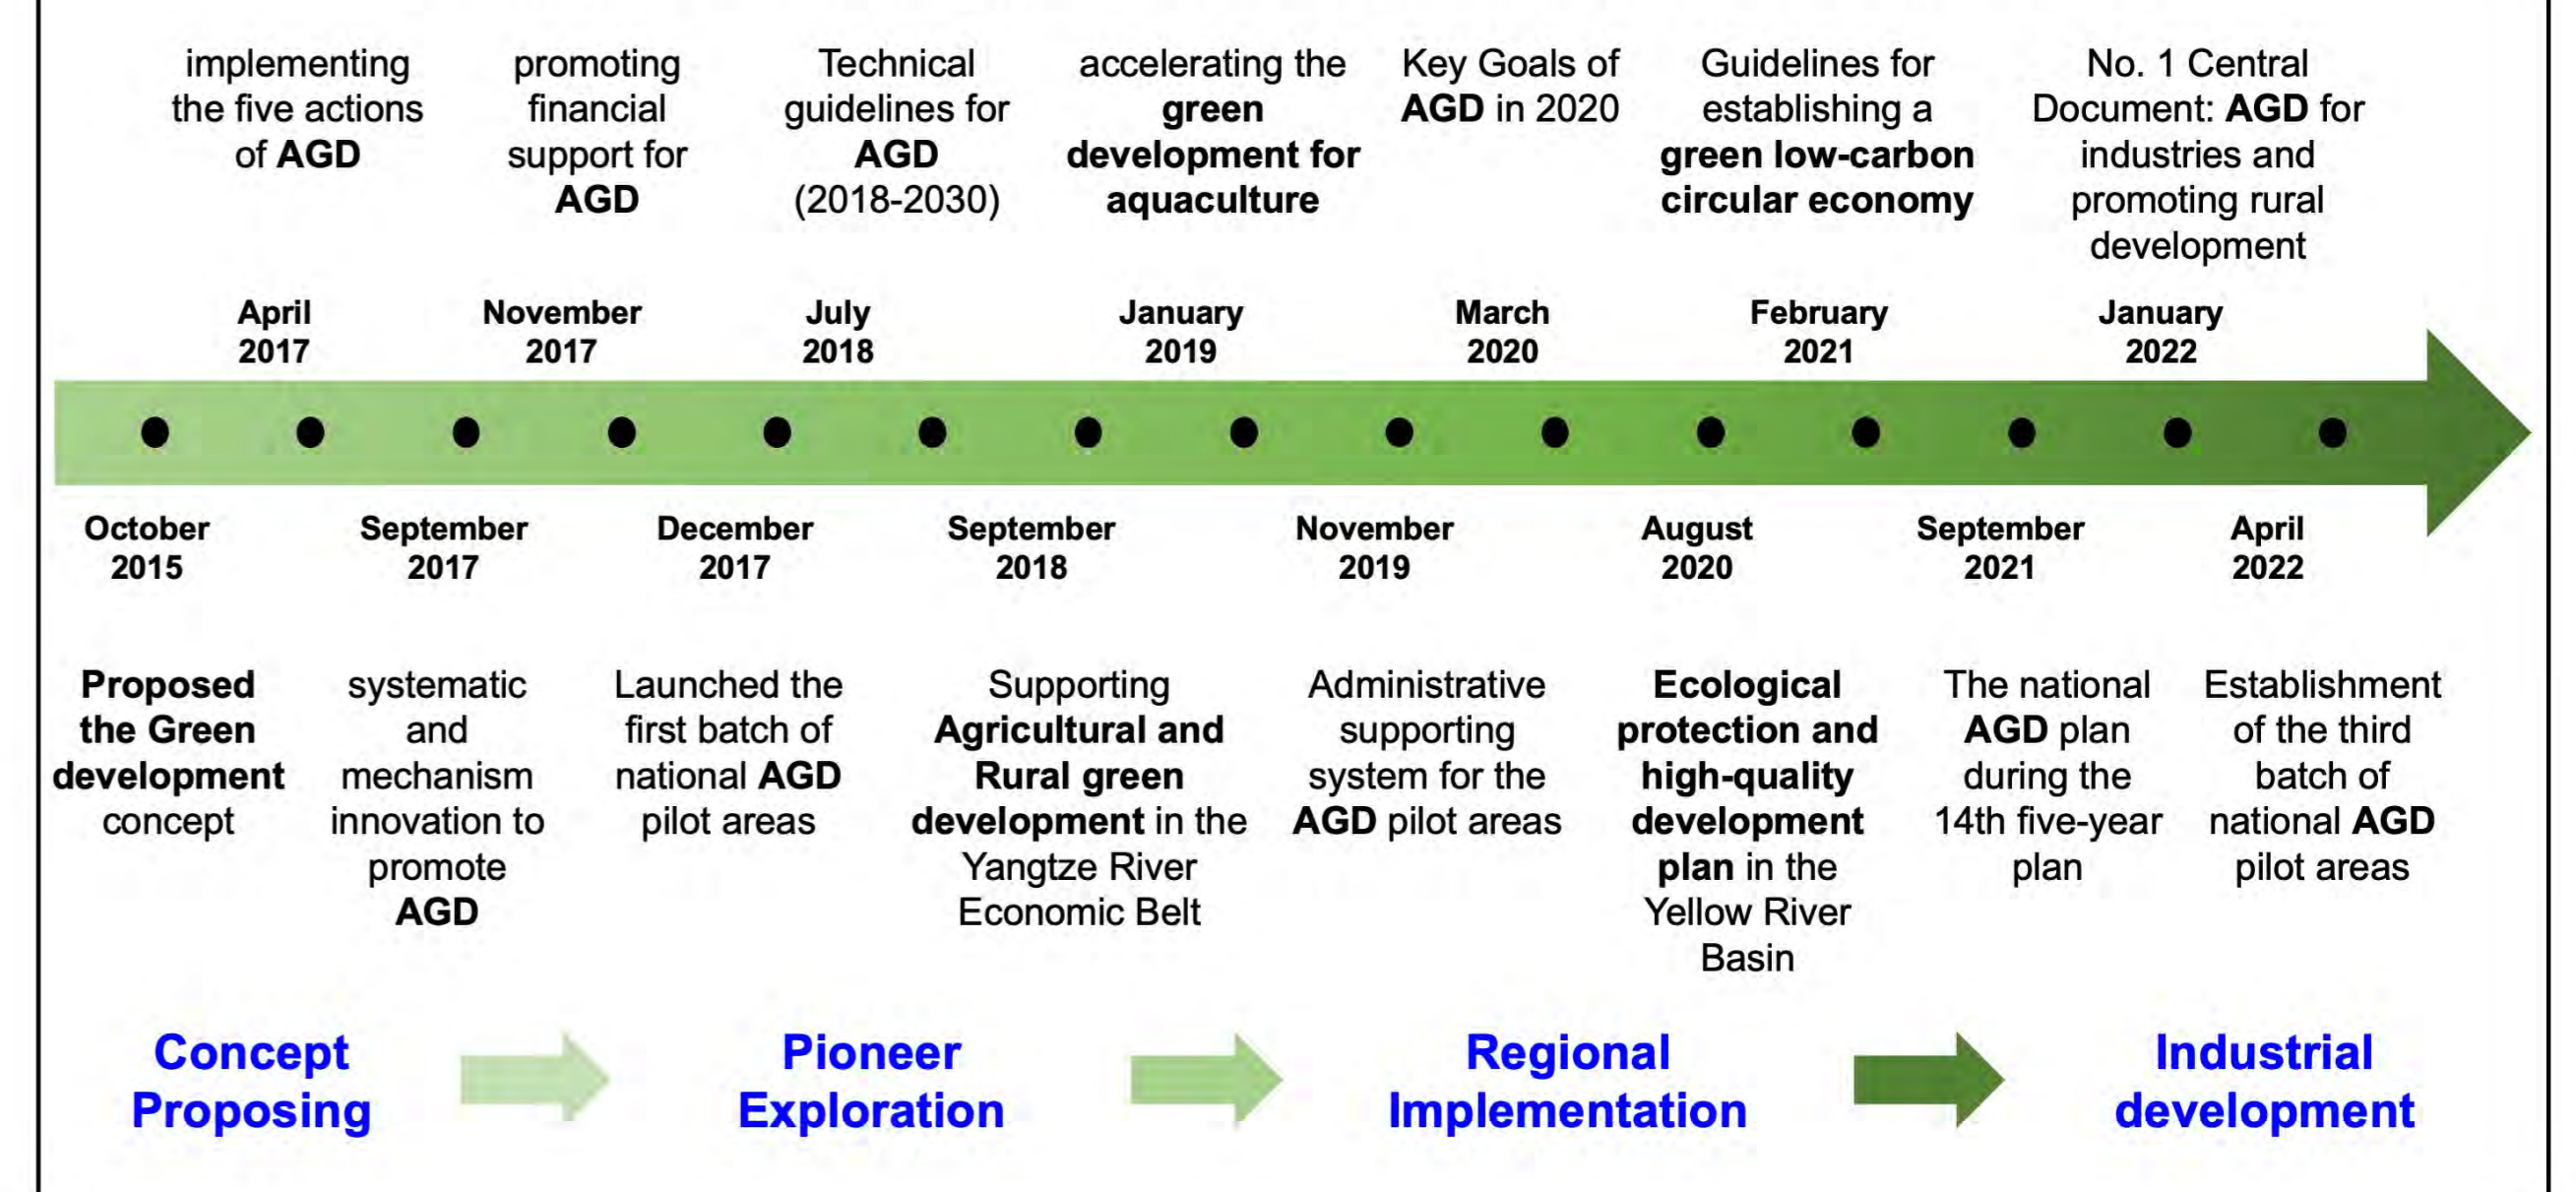 implementing
the five actions
of AGD
promoting
financial
support for
AGD
Technical
guidelines for
AGD
(2018-2030)
accelerating the
green
development for
aquaculture
Key Goals of
AGD in 2020
Guidelines for
establishing a
green low-carbon
circular economy
No. 1 Central
Document: AGD for
industries and
promoting rural
development
April
2017
November
2017
July
2018
January
2019
March
2020
February
2021
January
2022
October
2015
September
2017
December
2017
September
2018
November
2019
August
2020
September
2021
April
2022
Proposed
the Green
development
concept
systematic
and
mechanism
innovation to
promote
AGD
Launched the
first batch of
national AGD
pilot areas
Supporting
Agricultural and
Rural green
development in the
Yangtze River
Economic Belt
Administrative
supporting
system for the
AGD pilot areas
Ecological
protection and
high-quality
development
plan in the
Yellow River
Basin
The national
AGD plan
during the
14th five-year
plan
Establishment
of the third
batch of
national AGD
pilot areas
Concept
Proposing
Pioneer
Exploration
Regional
Implementation
Industrial
development